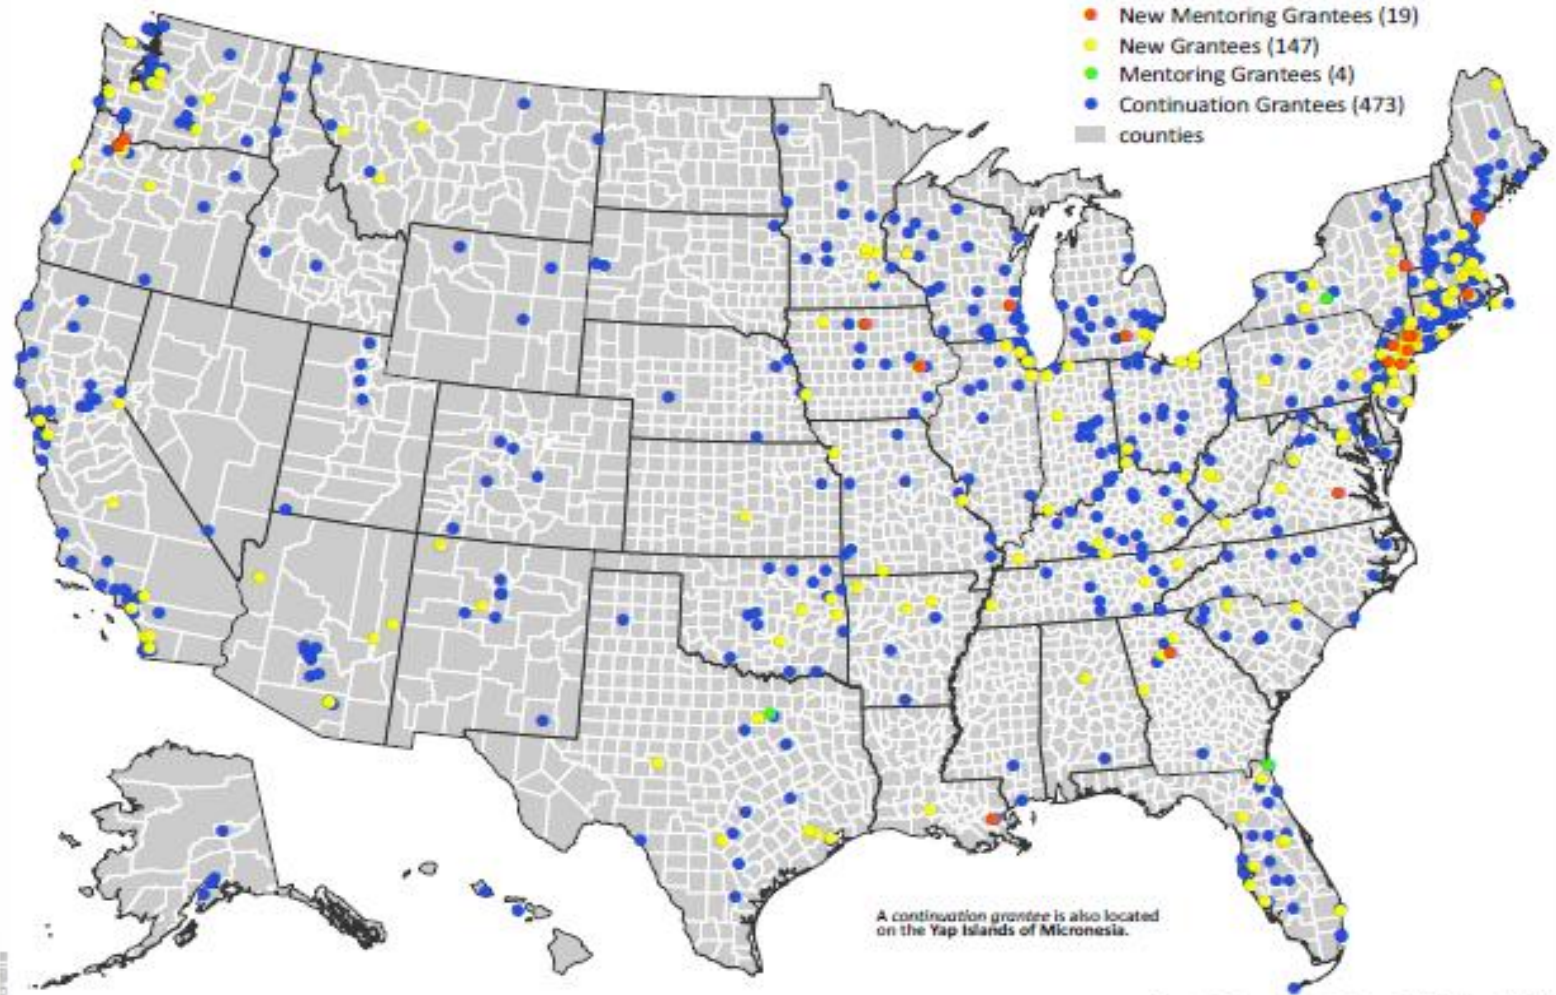 New Mentoring Grantees (19)
New Grantees (147)
Mentoring Grantees (4)
Continuation Grantees (473)
counties
A continuation grantee is also located
on the Yap Islands of Micronesia.